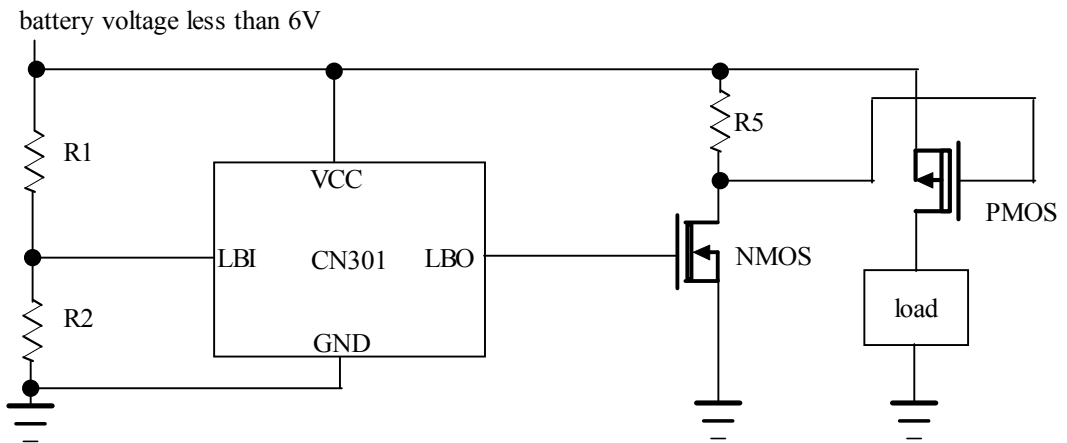 battery voltage less than 6V
R1
R5
VCC
PMOS
LBI
CN301
LBO
NMOS
R2
load
GND